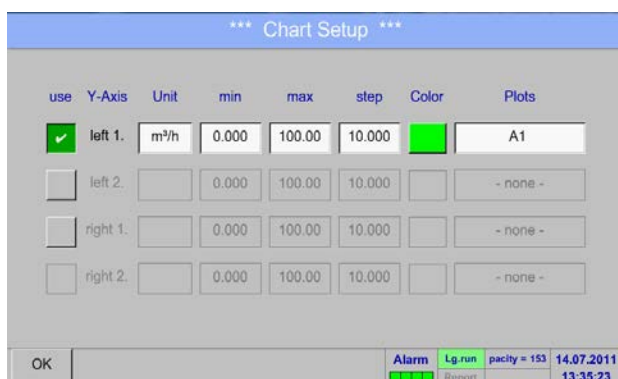 *** Chart Setup ***
use Y-Axis Unit min max step Color Plots
left 1. m³/h 0.000 100.00 10.000 A1
left 2. 0.000 100.00 10.000 - none -
right 1. 0.000 100.00 10.000 - none -
right 2. 0.000 100.00 10.000 - none -
OK Alarm Lg.run pacity = 153 14.07.2011
Report 13:35:23